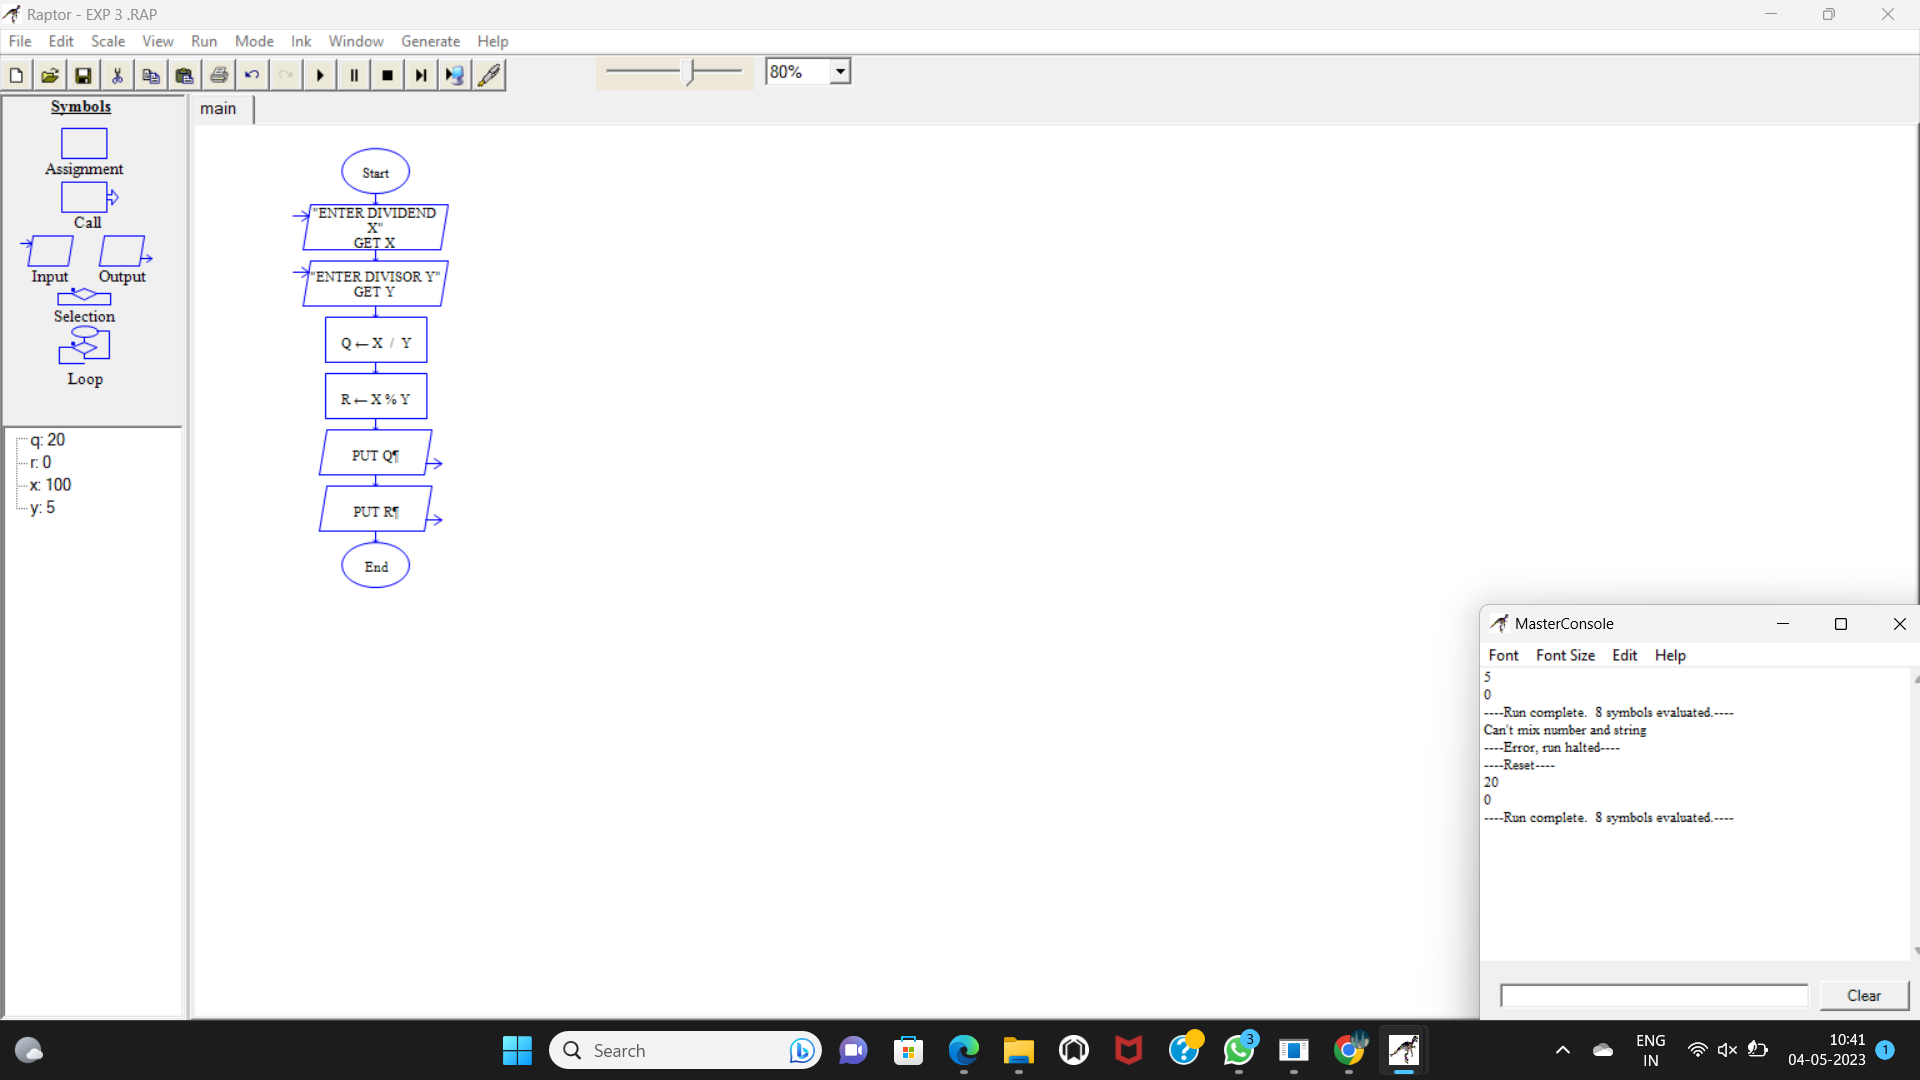 Raptor - EXP 3 .RAP
File Edit Scale View Run Mode Ink Window Generate Help
80%
Symbols
Assignment
Call
Input Output
Selection
Loop
q: 20
r: 0
x: 100
y: 5
main
Start
"ENTER DIVIDEND
X"
GET X
"ENTER DIVISOR Y"
GET Y
Q ← X / Y
R ← X % Y
PUT Q¶
PUT R¶
End
MasterConsole
Font Font Size Edit Help
5
0
----Run complete. 8 symbols evaluated.----
Can't mix number and string
----Error, run halted----
----Reset----
20
0
----Run complete. 8 symbols evaluated.----
Clear
Search
3
ENG
IN
10:41
04-05-2023
1